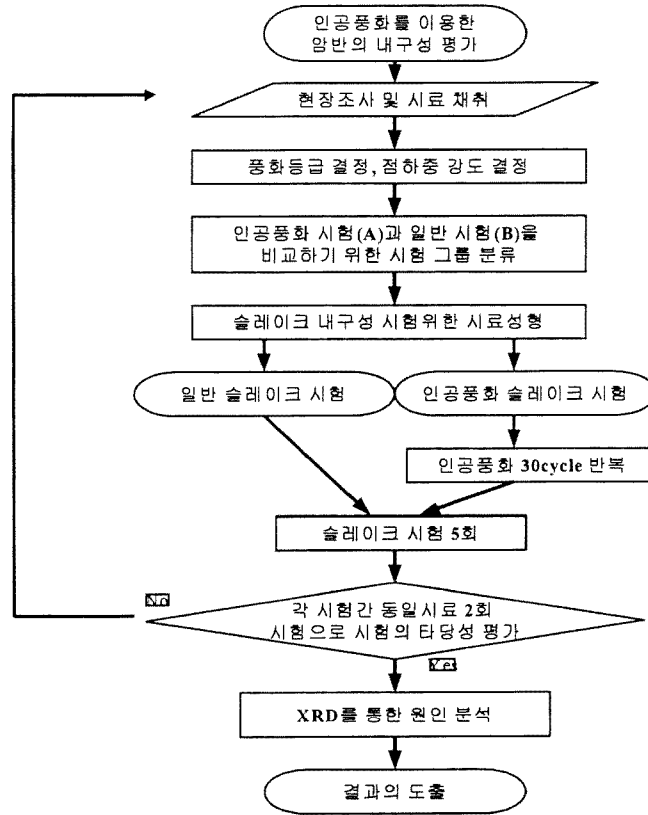 인공풍화를 이용한
암반의 내구성 평가
현장조사 및 시료 채취
풍화등급 결정, 점하중 강도 결정
인공풍화 시험(A)과 일반 시험(B)을
비교하기 위한 시험 그룹 분류
슬레이크 내구성 시험위한 시료성형
일반 슬레이크 시험
인공풍화 슬레이크 시험
인공풍화 30cycle 반복
슬레이크 시험 5회
No
각 시험간 동일시료 2회
시험으로 시험의 타당성 평가
Yes
XRD를 통한 원인 분석
결과의 도출